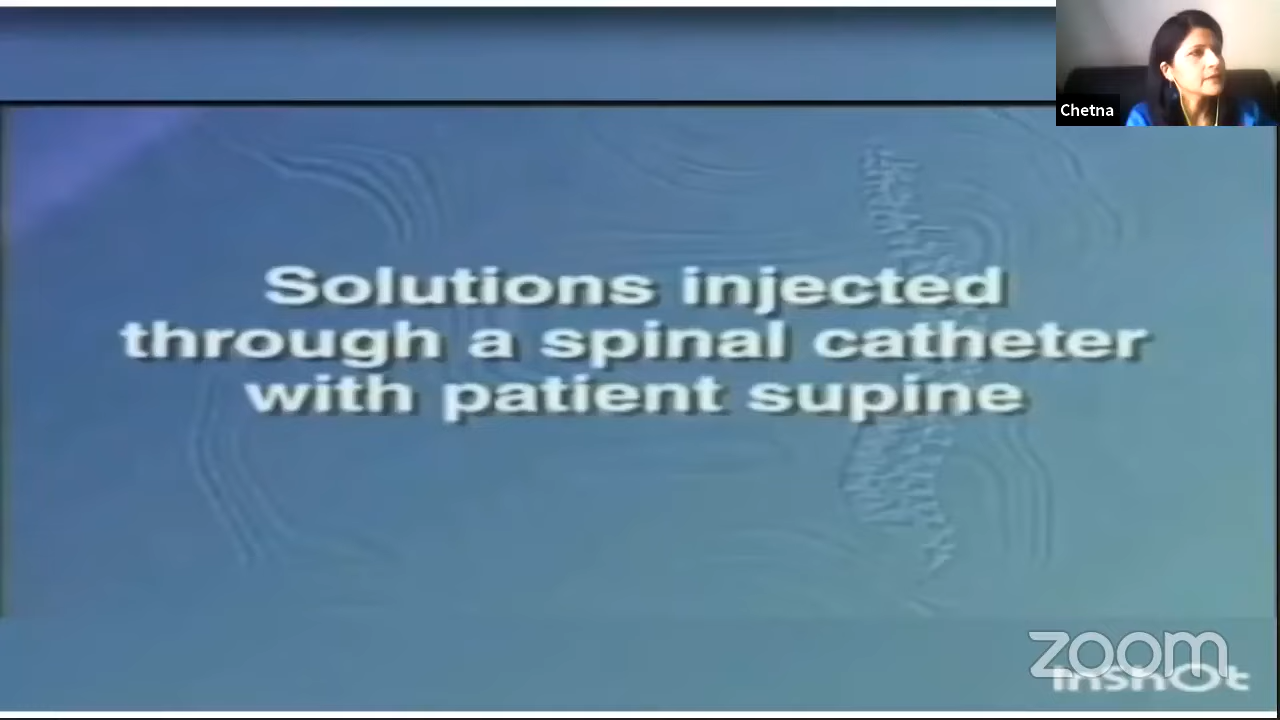 Chetna
Solutions injected
through a spinal catheter
with patient supine
zoom
InShOt